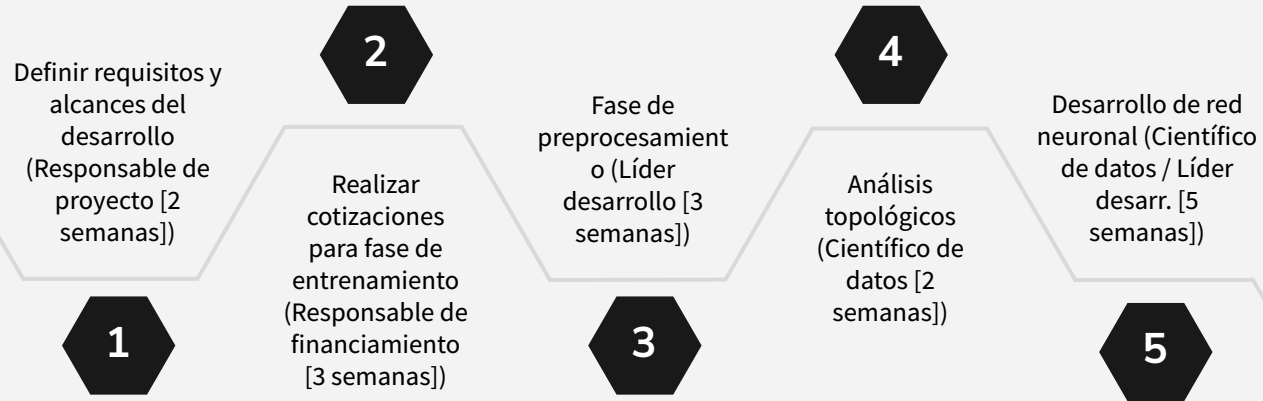 1
Definir requisitos y
alcances del
desarrollo
(Responsable de
proyecto [2
semanas])
2
Realizar
cotizaciones
para fase de
entrenamiento
(Responsable de
financiamiento
[3 semanas])
3
Fase de
preprocesamient
o (Líder
desarrollo [3
semanas])
4
Análisis
topológicos
(Científico de
datos [2
semanas])
5
Desarrollo de red
neuronal (Científico
de datos / Líder
desarr. [5
semanas])